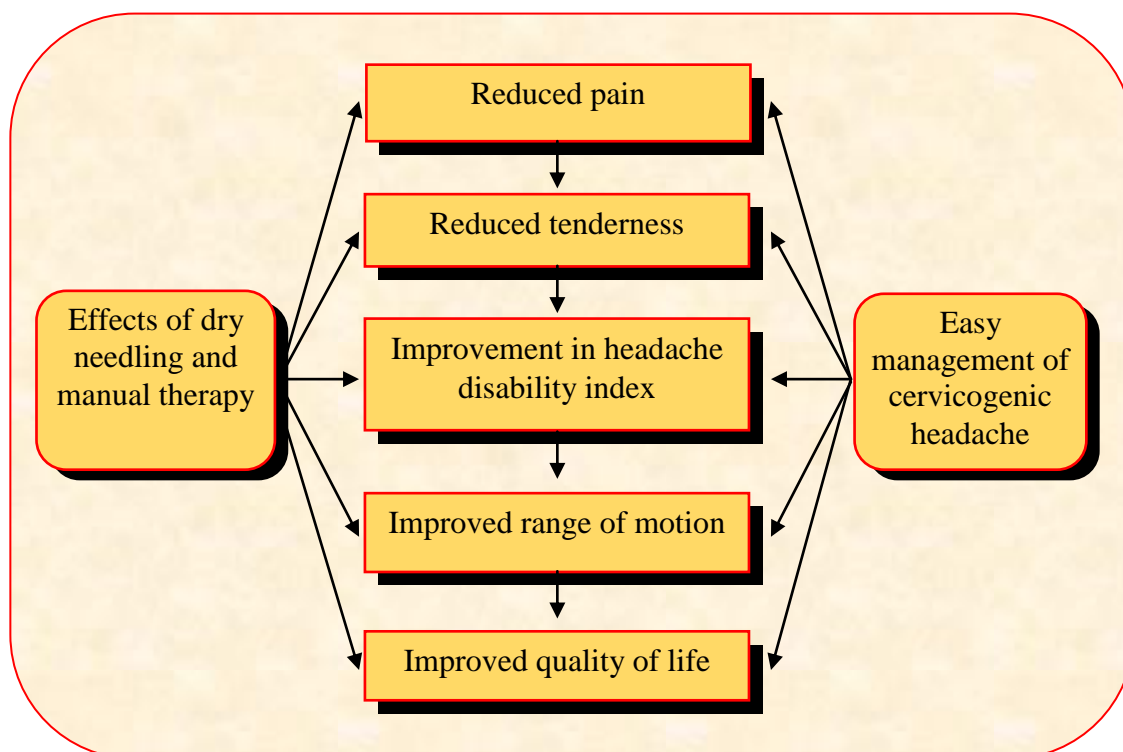 Reduced pain
Reduced tenderness
Effects of dry
needling and
manual therapy
Improvement in headache
disability index
Easy
management of
cervicogenic
headache
Improved range of motion
Improved quality of life